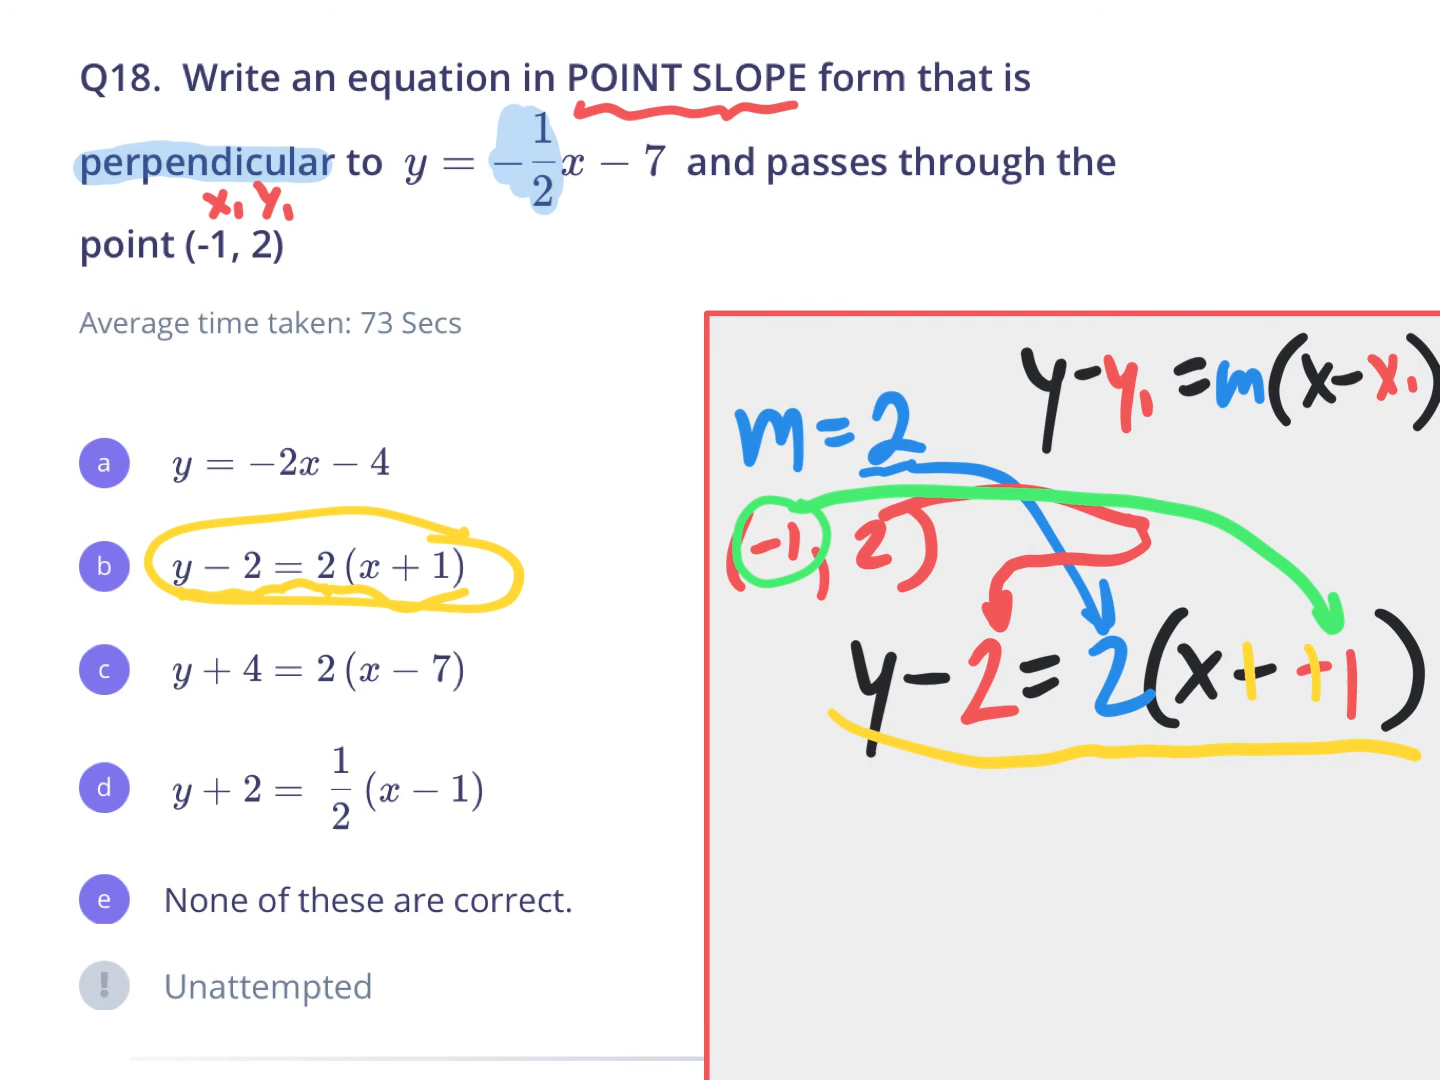 Q18. Write an equation in POINT SLOPE form that is
perpendicular to y = −1/2x − 7 and passes through the
x₁ y₁
point (-1, 2)
Average time taken: 73 Secs
a y = −2x − 4
b y − 2 = 2 (x + 1)
c y + 4 = 2 (x − 7)
d y + 2 = 1/2 (x − 1)
e None of these are correct.
! Unattempted
y-y₁ =m(x-x₁)
m=2
(-1, 2)
y-2=2(x++1)